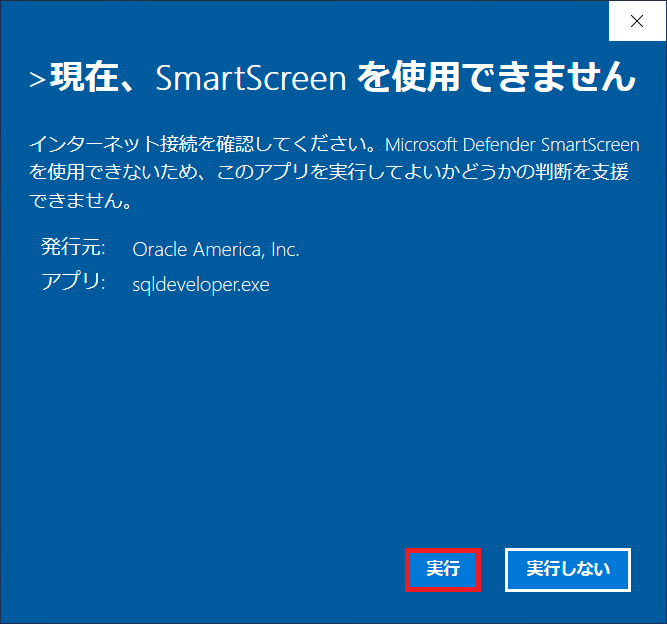 >現在、SmartScreen を使用できません
インターネット接続を確認してください。Microsoft Defender SmartScreen
を使用できないため、このアプリを実行してよいかどうかの判断を支援
できません。
発行元: Oracle America, Inc.
アプリ: sqldeveloper.exe
実行 実行しない